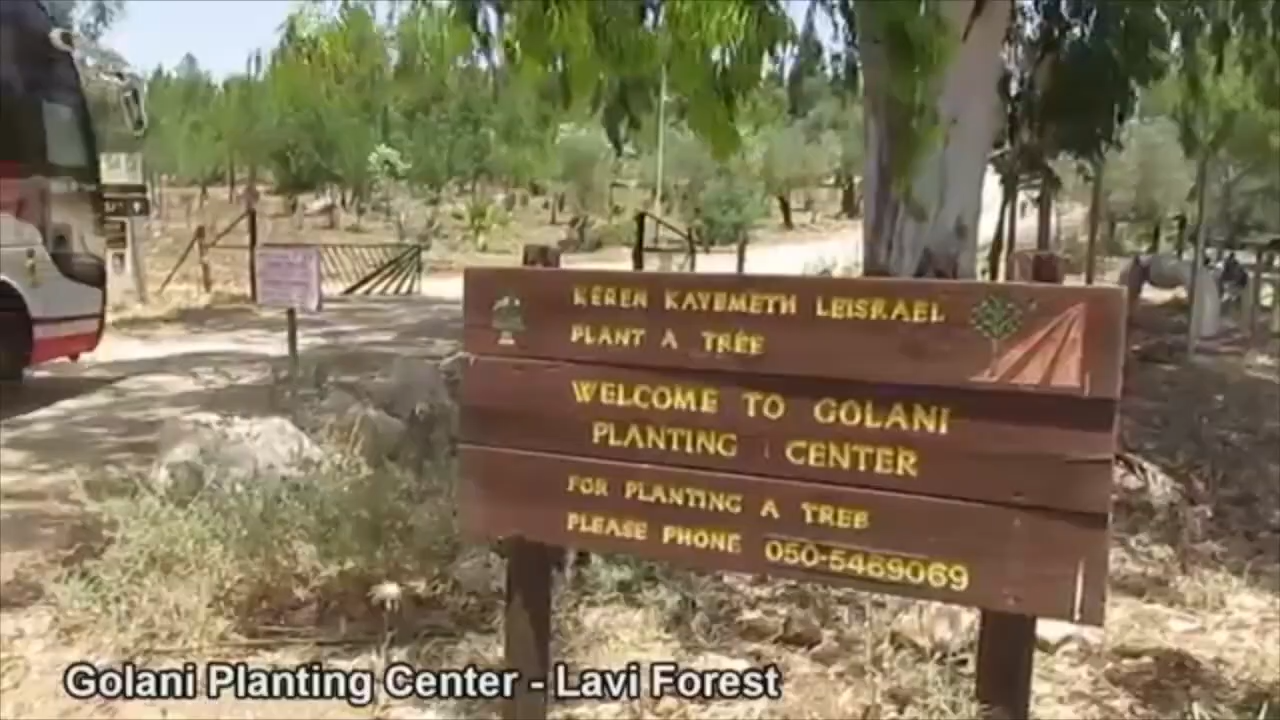 KEREN KAYEMETH LEISRAEL
PLANT A TREE
WELCOME TO GOLANI
PLANTING CENTER
FOR PLANTING A TREE
PLEASE PHONE 050-5469069
Golani Planting Center - Lavi Forest